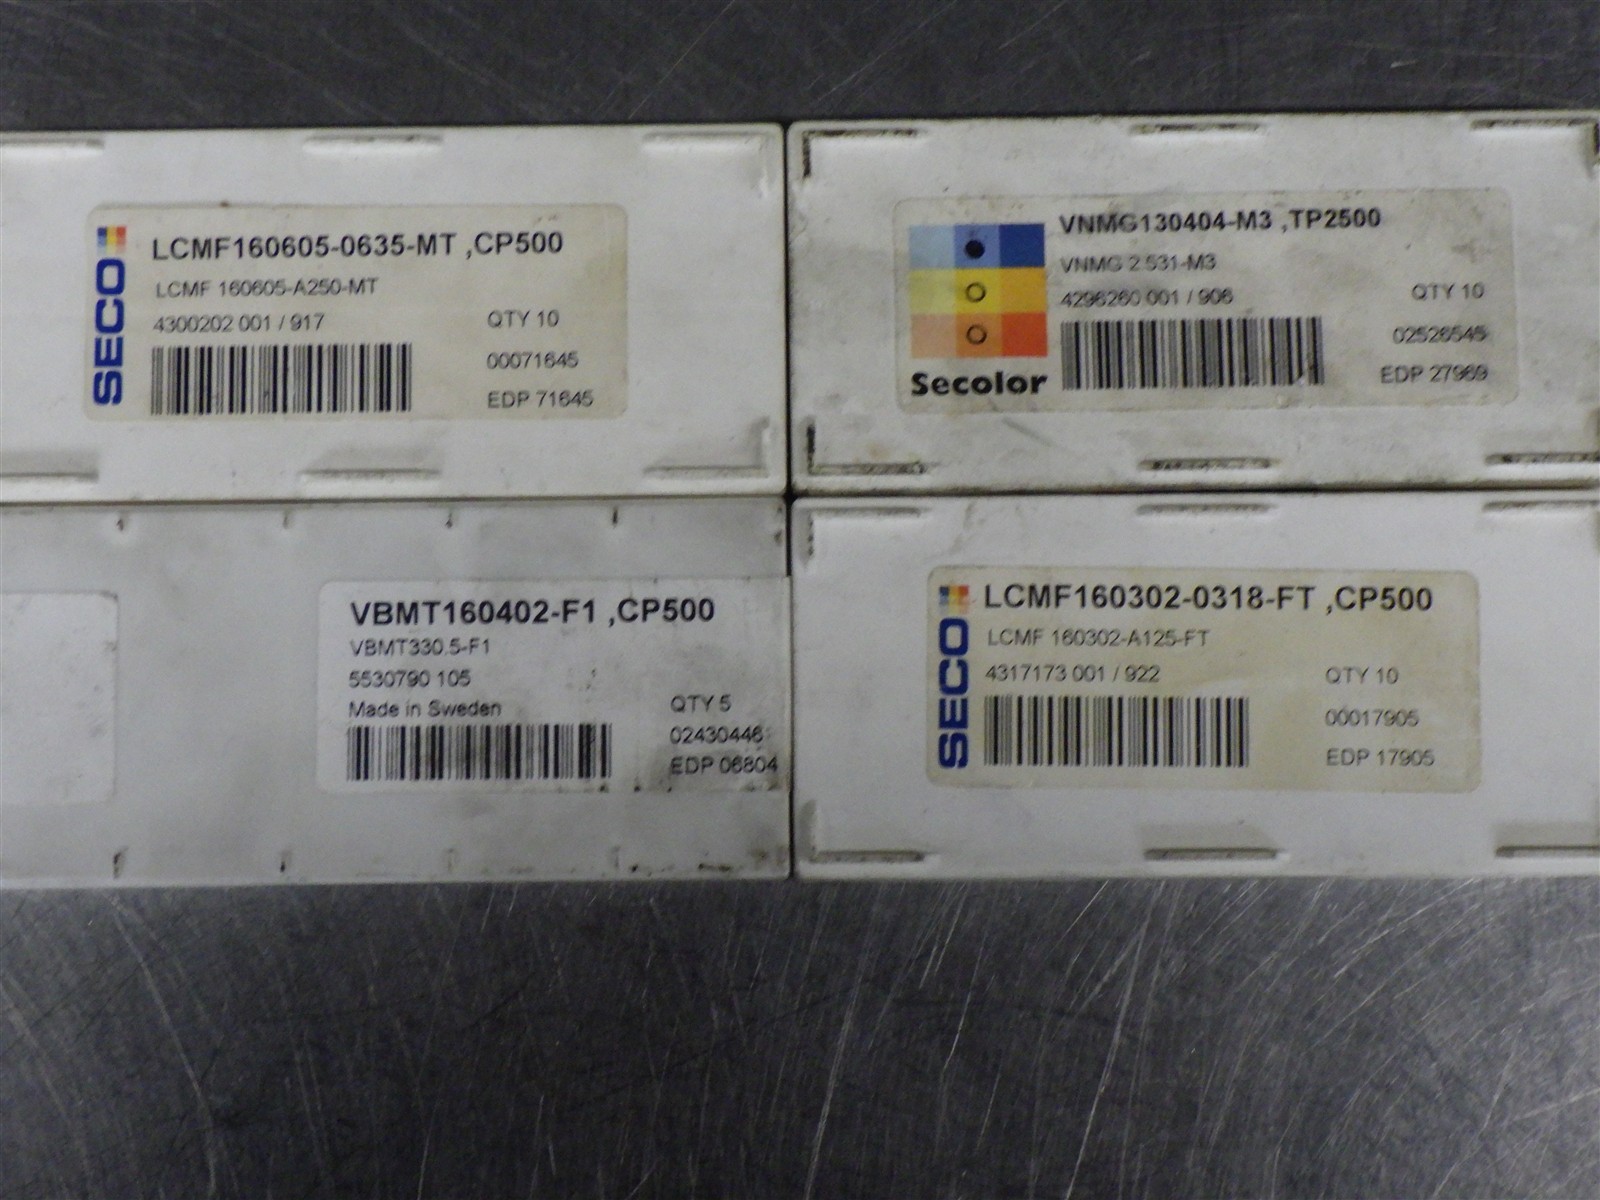 SECO
LCMF160605-0635-MT ,CP500
LCMF 160605-A250-MT
4300202 001 / 917
QTY 10
00071645
EDP 71645
VNMG130404-M3 ,TP2500
VNMG 2.531-M3
4296260 001 / 906
QTY 10
02526545
EDP 27969
Secolor
VBMT160402-F1 ,CP500
VBMT330.5-F1
5530790 105
Made in Sweden
QTY 5
02430446
EDP 06804
SECO
LCMF160302-0318-FT ,CP500
LCMF 160302-A125-FT
4317173 001 / 922
QTY 10
00017905
EDP 17905